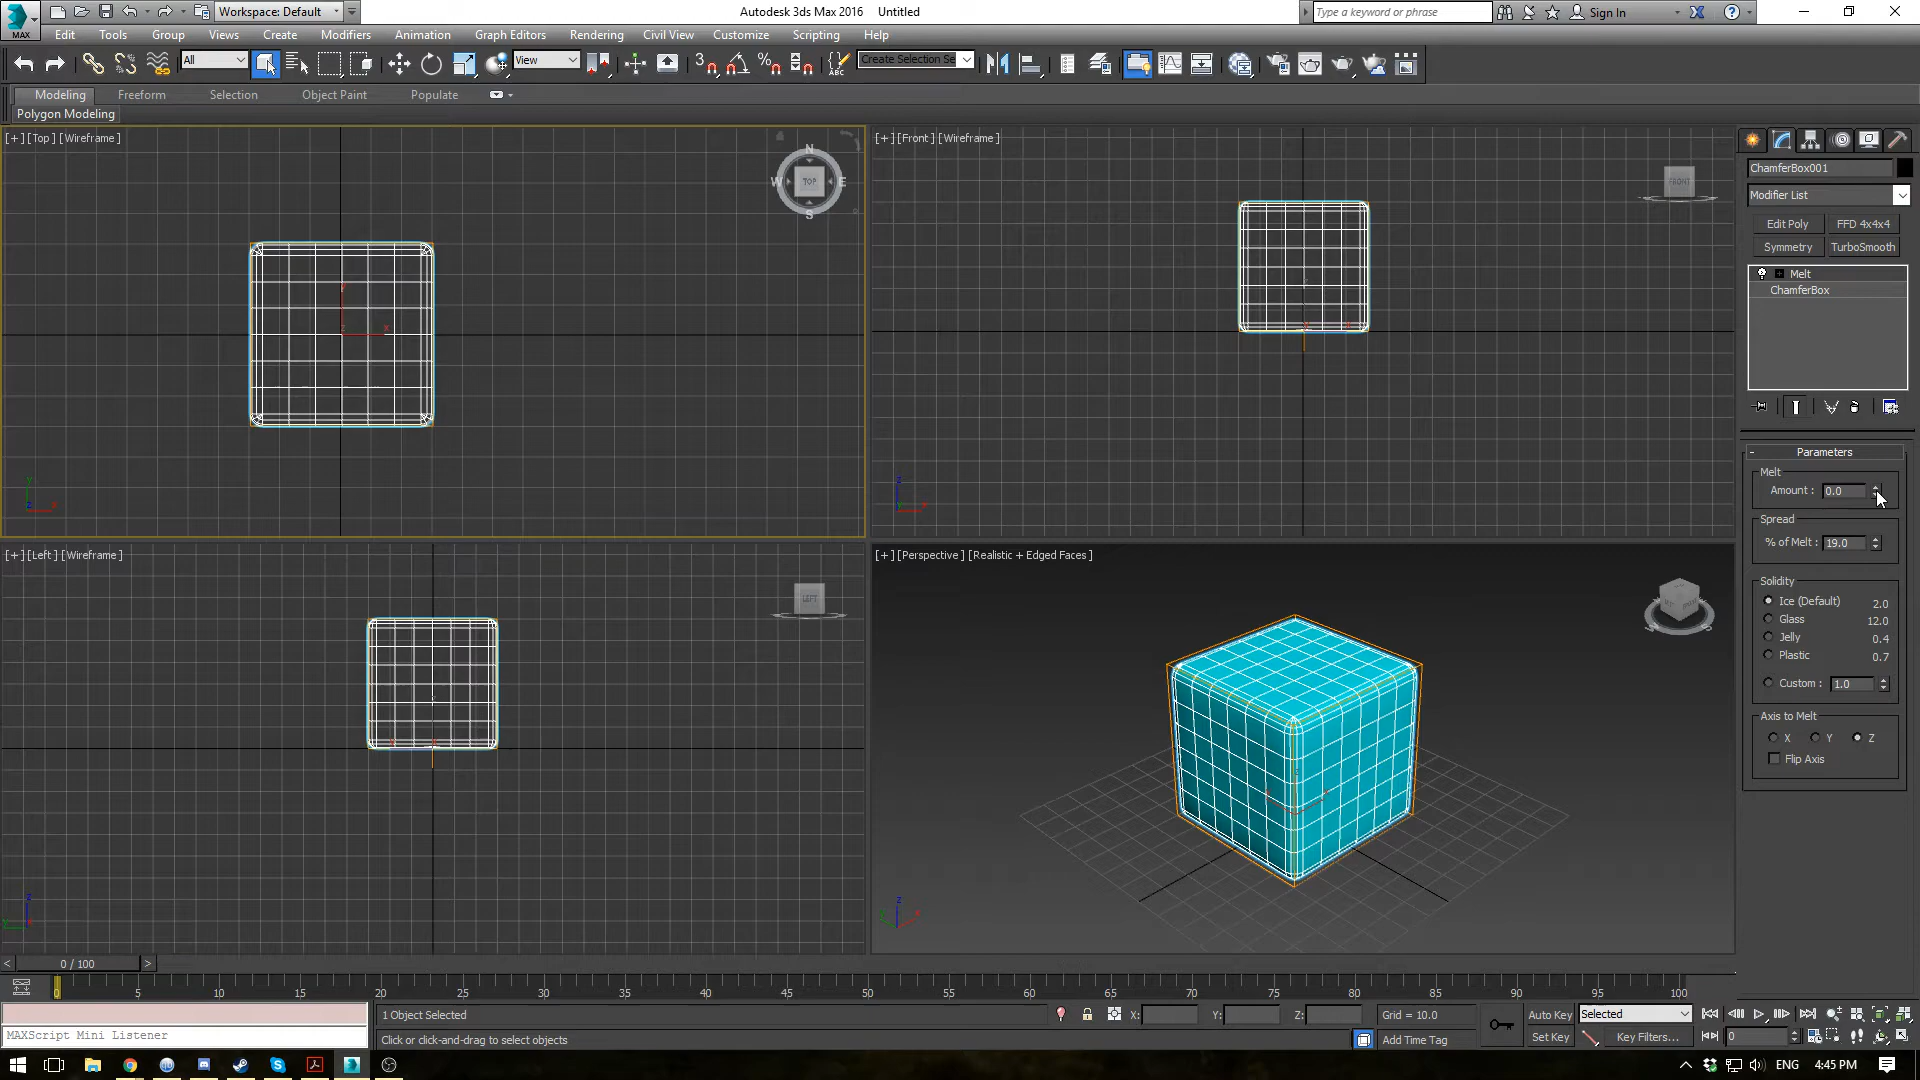 Workspace: Default
Autodesk 3ds Max 2016 Untitled
Type a keyword or phrase
Sign In
MAX
Edit Tools Group Views Create Modifiers Animation Graph Editors Rendering Civil View Customize Scripting Help
All
View
3
ABC
Create Selection Se
Modeling Freeform Selection Object Paint Populate
Polygon Modeling
[+] [Top] [Wireframe]
N
W TOP E
S
[+] [Front] [Wireframe]
FRONT
ChamferBox001
Modifier List
Edit Poly FFD 4x4x4
Symmetry TurboSmooth
Melt
ChamferBox
- Parameters
Melt
Amount : 0.0
Spread
% of Melt : 19.0
Solidity
Ice (Default) 2.0
Glass 12.0
Jelly 0.4
Plastic 0.7
Custom : 1.0
Axis to Melt
X Y Z
Flip Axis
[+] [Left] [Wireframe]
LEFT
[+] [Perspective] [Realistic + Edged Faces]
< 0 / 100 >
0 5 10 15 20 25 30 35 40 45 50 55 60 65 70 75 80 85 90 95 100
1 Object Selected
X: Y: Z:
Grid = 10.0
Auto Key
Selected
MAXScript Mini Listener
Click or click-and-drag to select objects
Add Time Tag
Set Key
Key Filters...
0
ENG 4:45 PM